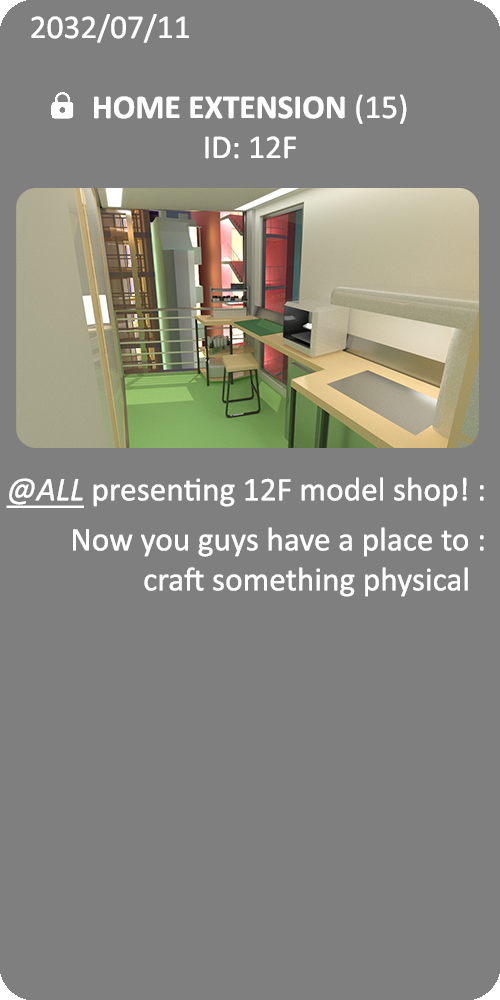 2032/07/11
HOME EXTENSION (15)
ID: 12F
@ALL presenting 12F model shop! :
Now you guys have a place to :
craft something physical